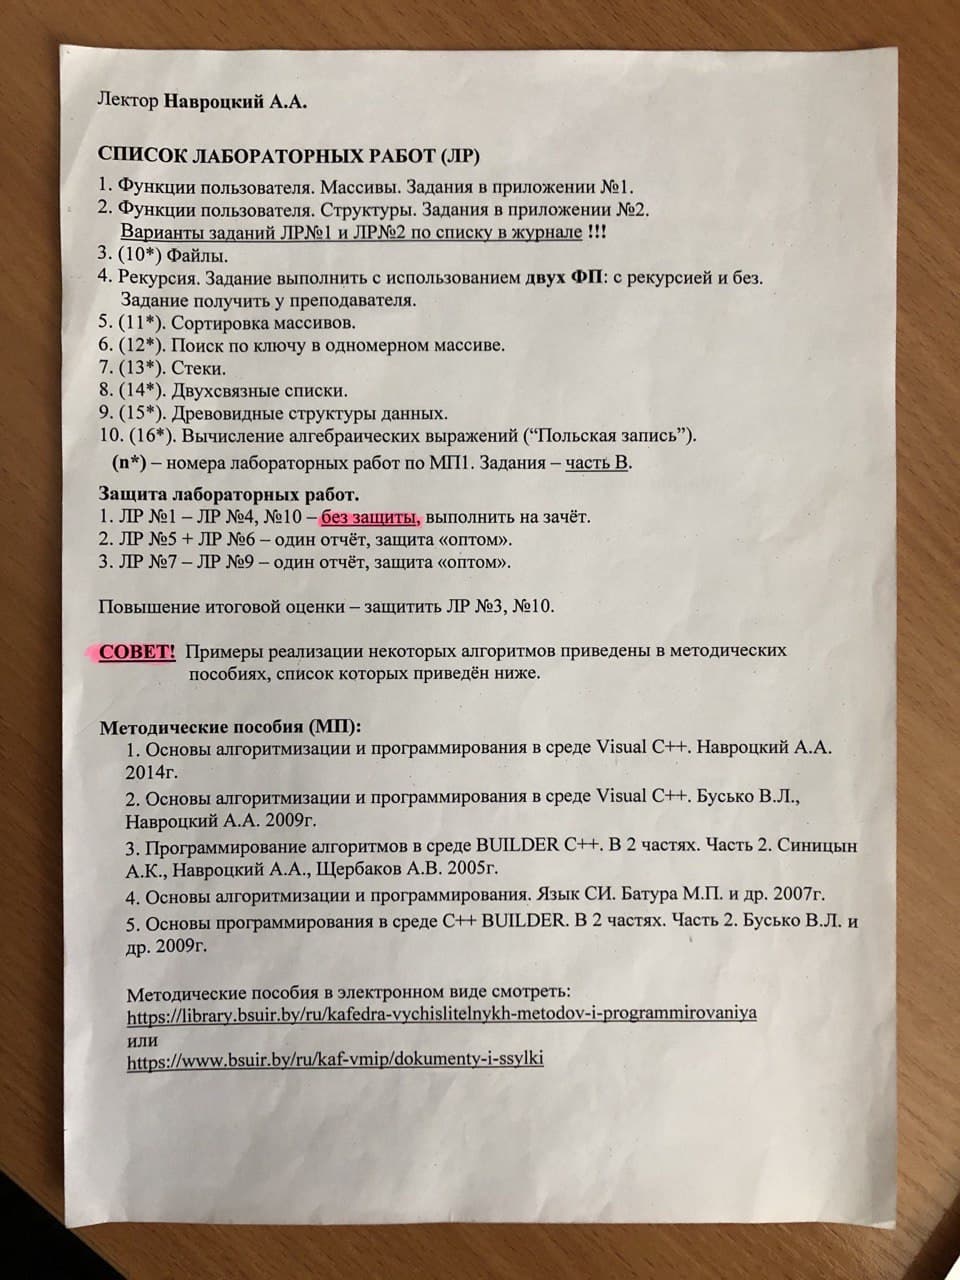 Лектор Навроцкий А.А.
СПИСОК ЛАБОРАТОРНЫХ РАБОТ (ЛР)
1. Функции пользователя. Массивы. Задания в приложении №1.
2. Функции пользователя. Структуры. Задания в приложении №2.
Варианты заданий ЛР№1 и ЛР№2 по списку в журнале !!!
3. (10*) Файлы.
4. Рекурсия. Задание выполнить с использованием двух ФП: с рекурсией и без.
Задание получить у преподавателя.
5. (11*). Сортировка массивов.
6. (12*). Поиск по ключу в одномерном массиве.
7. (13*). Стеки.
8. (14*). Двухсвязные списки.
9. (15*). Древовидные структуры данных.
10. (16*). Вычисление алгебраических выражений (“Польская запись”).
(n*) – номера лабораторных работ по МП1. Задания – часть В.
Защита лабораторных работ.
1. ЛР №1 – ЛР №4, №10 – без защиты, выполнить на зачёт.
2. ЛР №5 + ЛР №6 – один отчёт, защита «оптом».
3. ЛР №7 – ЛР №9 – один отчёт, защита «оптом».
Повышение итоговой оценки – защитить ЛР №3, №10.
СОВЕТ! Примеры реализации некоторых алгоритмов приведены в методических
пособиях, список которых приведён ниже.
Методические пособия (МП):
1. Основы алгоритмизации и программирования в среде Visual C++. Навроцкий А.А.
2014г.
2. Основы алгоритмизации и программирования в среде Visual C++. Бусько В.Л.,
Навроцкий А.А. 2009г.
3. Программирование алгоритмов в среде BUILDER C++. В 2 частях. Часть 2. Синицын
А.К., Навроцкий А.А., Щербаков А.В. 2005г.
4. Основы алгоритмизации и программирования. Язык СИ. Батура М.П. и др. 2007г.
5. Основы программирования в среде C++ BUILDER. В 2 частях. Часть 2. Бусько В.Л. и
др. 2009г.
Методические пособия в электронном виде смотреть:
https://library.bsuir.by/ru/kafedra-vychislitelnykh-metodov-i-programmirovaniya
или
https://www.bsuir.by/ru/kaf-vmip/dokumenty-i-ssylki